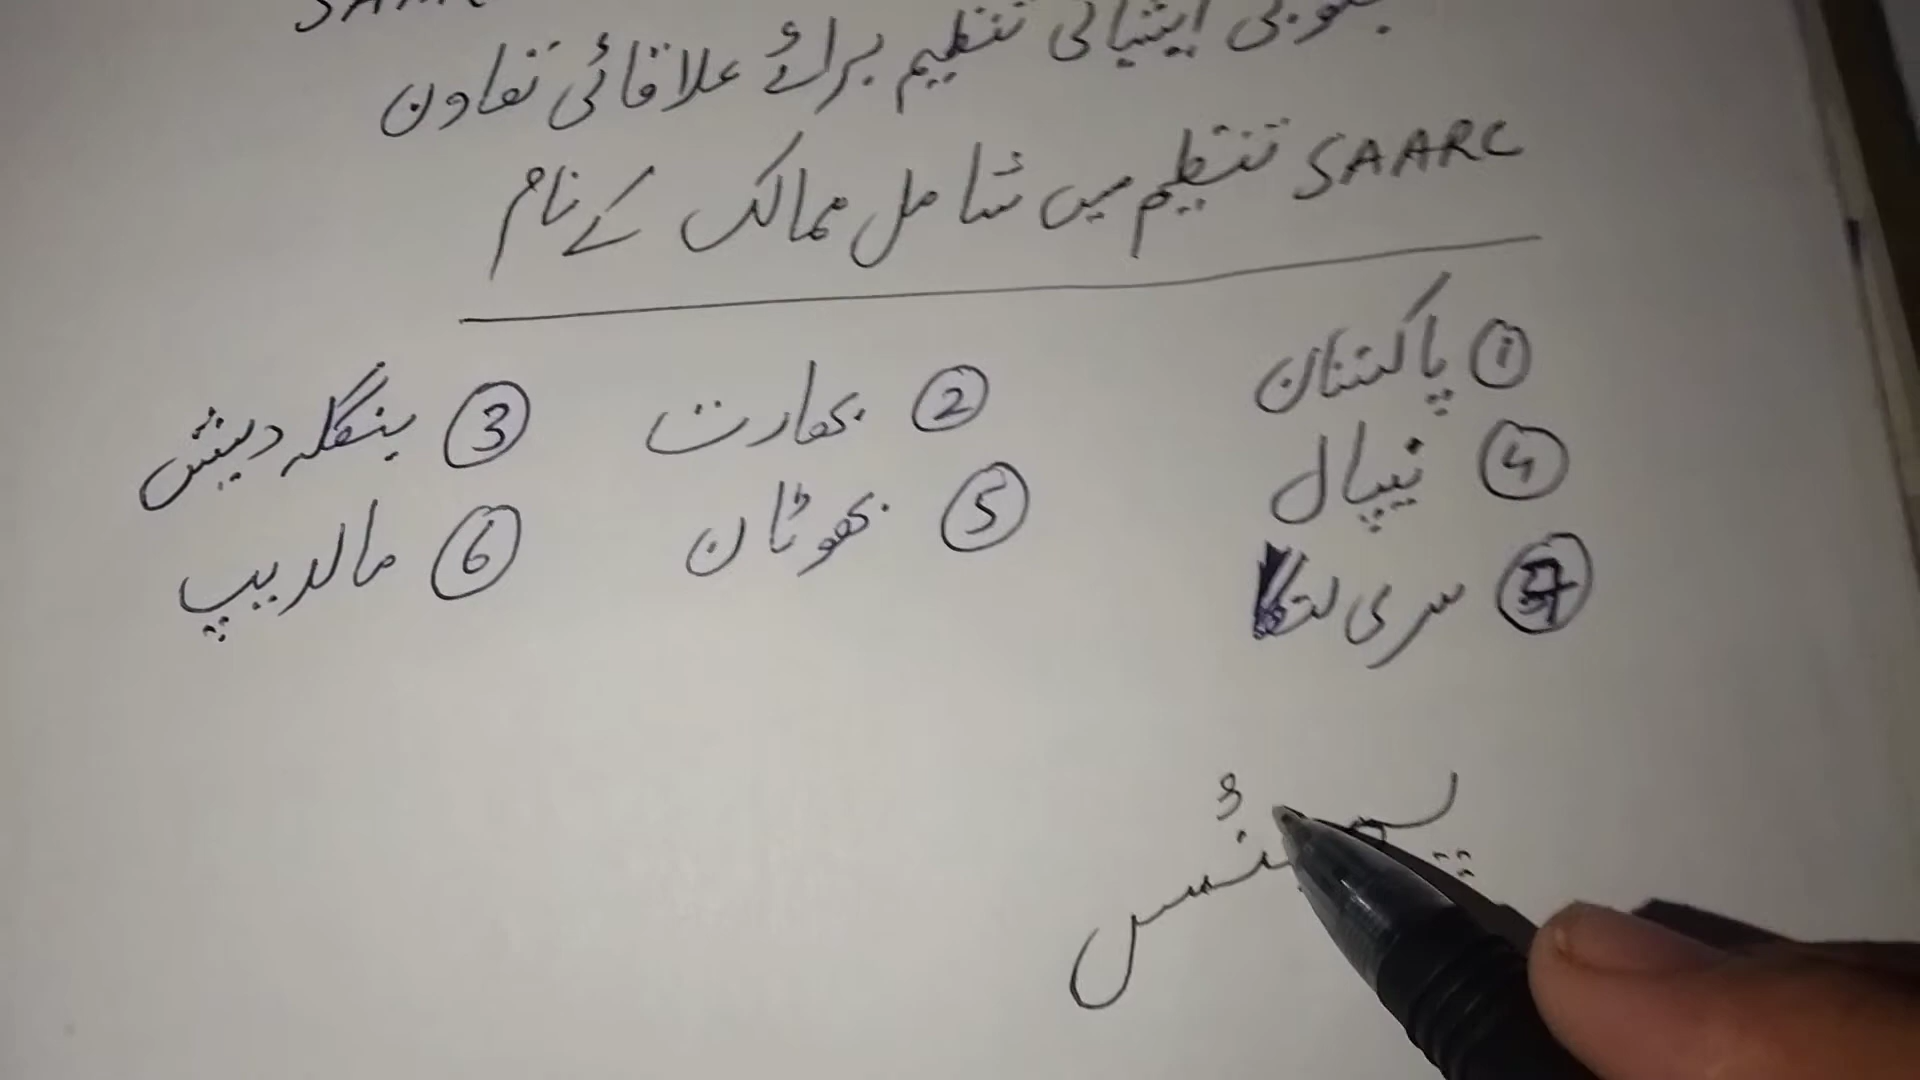 جنوبی ایشیائی تنظیم برائے علاقائی تعاون
SAARC تنظیم میں شامل ممالک کے نام
① پاکستان ② بھارت ③ بنگلہ دیش
④ نیپال ⑤ بھوٹان ⑥ مالدیپ
⑦ سری لنکا